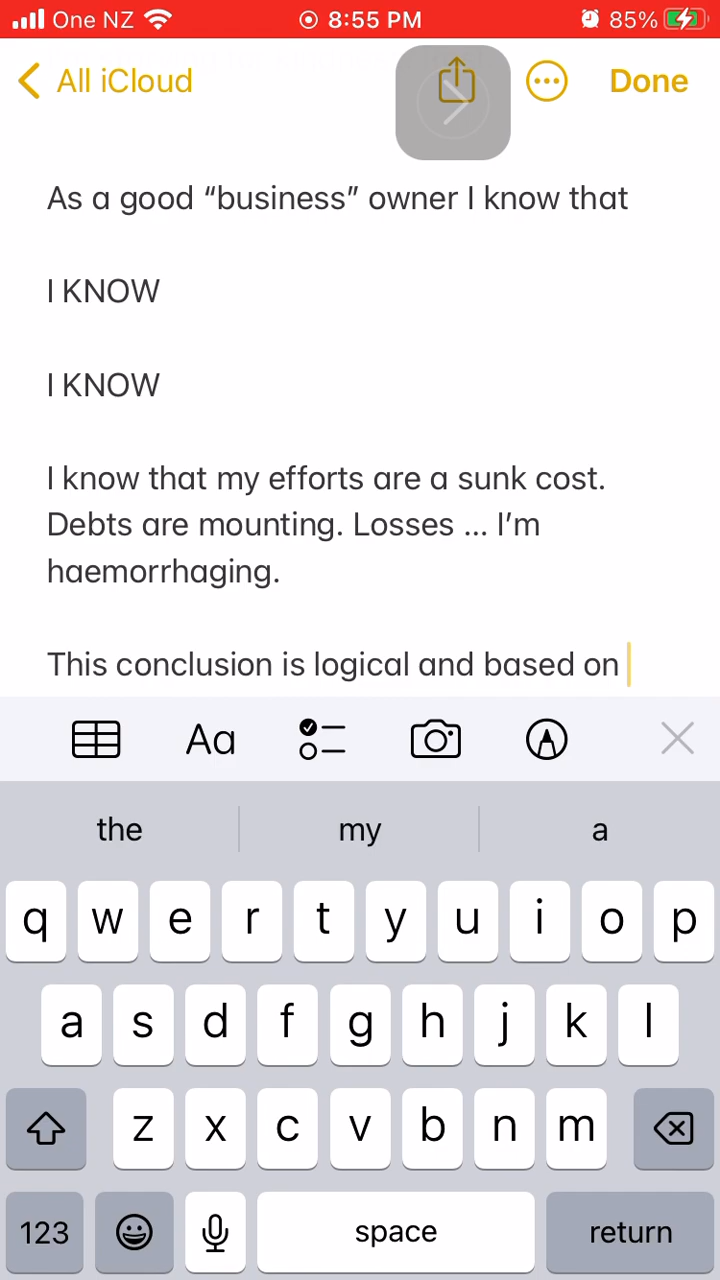 One NZ 8:55 PM 85%
All iCloud Done
As a good “business” owner I know that
I KNOW
I KNOW
I know that my efforts are a sunk cost.
Debts are mounting. Losses ... I’m
haemorrhaging.
This conclusion is logical and based on
Aa
the my a
q w e r t y u i o p
a s d f g h j k l
z x c v b n m
123 space return